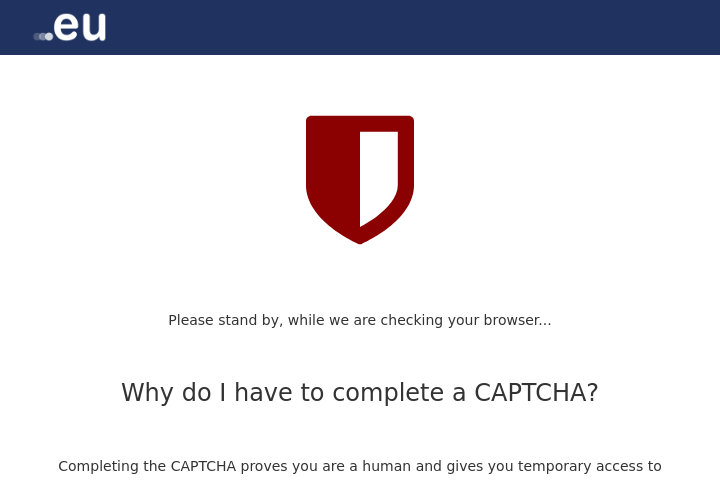 .eu
Please stand by, while we are checking your browser...
Why do I have to complete a CAPTCHA?
Completing the CAPTCHA proves you are a human and gives you temporary access to